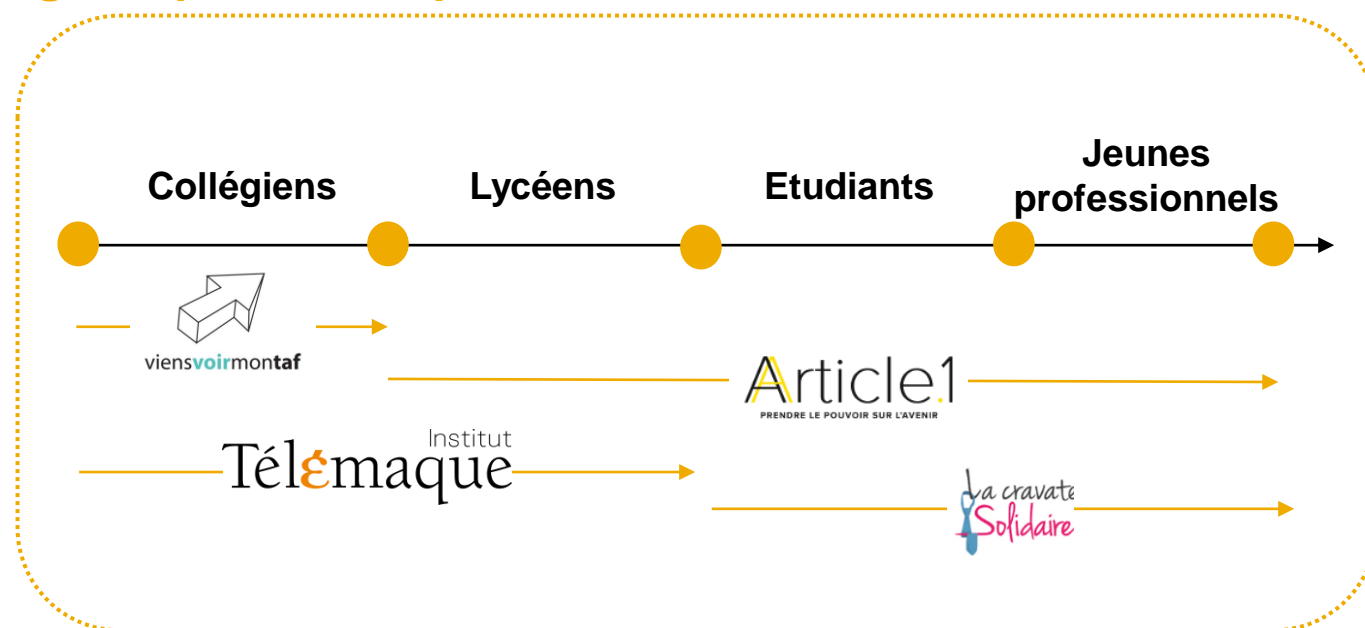 Collégiens
Lycéens
Etudiants
Jeunes
professionnels
viensvoirmontaf
Article.1
PRENDRE LE POUVOIR SUR L'AVENIR
Institut
Télémaque
La cravate
Solidaire